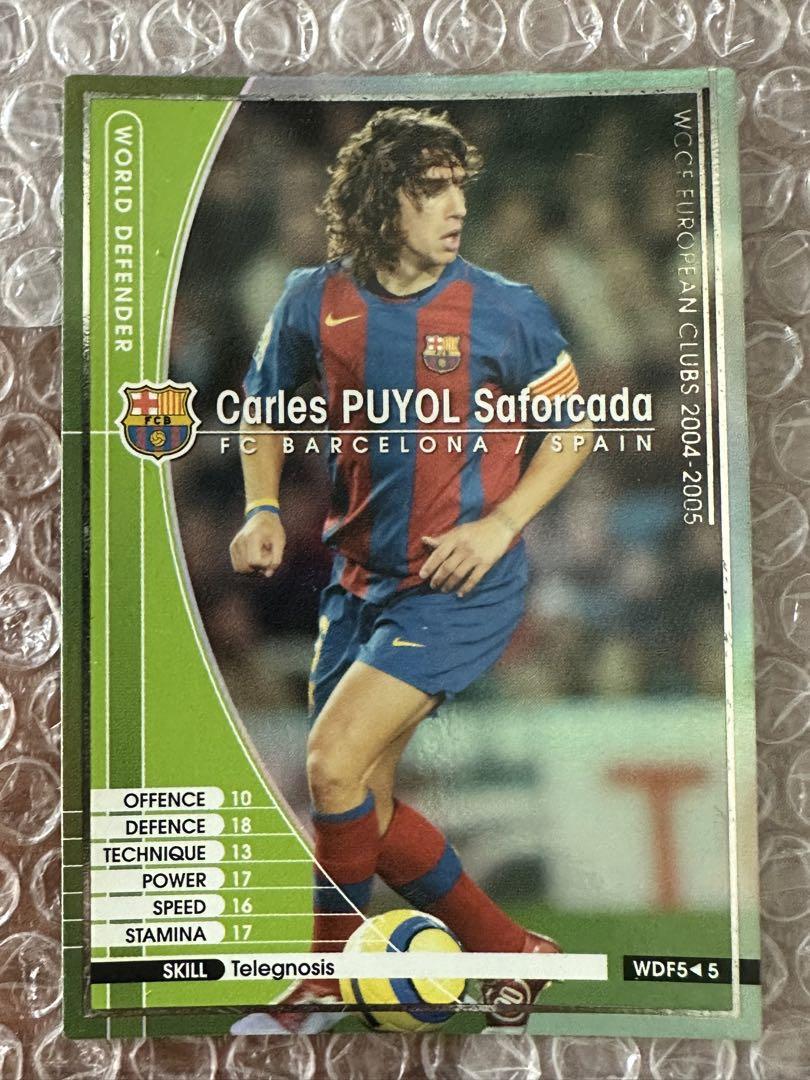 WORLD DEFENDER
WCCF EUROPEAN CLUBS 2004-2005
FCB
Carles PUYOL Saforcada
FC BARCELONA / SPAIN
OFFENCE 10
DEFENCE 18
TECHNIQUE 13
POWER 17
SPEED 16
STAMINA 17
SKILL Telegnosis
WDF5◀5
T